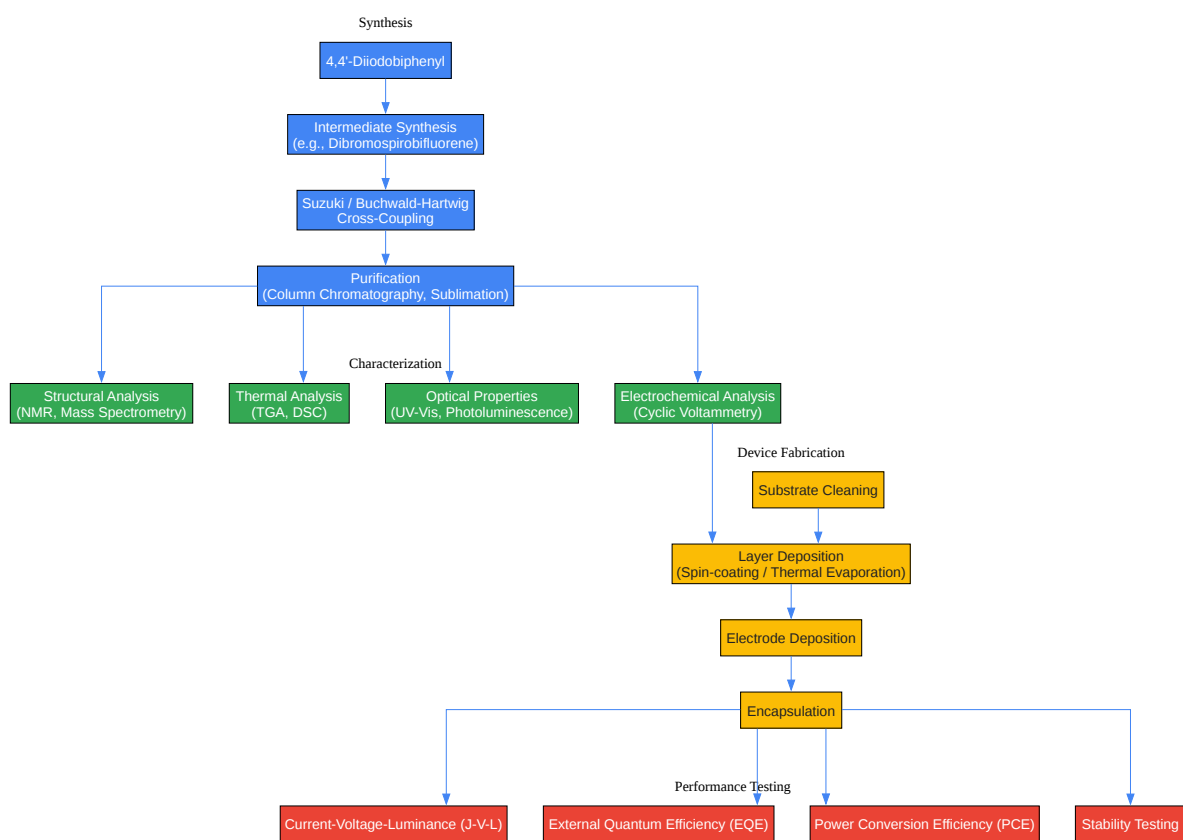 Synthesis
4,4'-Diiodobiphenyl
Intermediate Synthesis
(e.g., Dibromospirobifluorene)
Suzuki / Buchwald-Hartwig
Cross-Coupling
Purification
(Column Chromatography, Sublimation)
Characterization
Structural Analysis
(NMR, Mass Spectrometry)
Thermal Analysis
(TGA, DSC)
Optical Properties
(UV-Vis, Photoluminescence)
Electrochemical Analysis
(Cyclic Voltammetry)
Device Fabrication
Substrate Cleaning
Layer Deposition
(Spin-coating / Thermal Evaporation)
Electrode Deposition
Encapsulation
Performance Testing
Current-Voltage-Luminance (J-V-L)
External Quantum Efficiency (EQE)
Power Conversion Efficiency (PCE)
Stability Testing